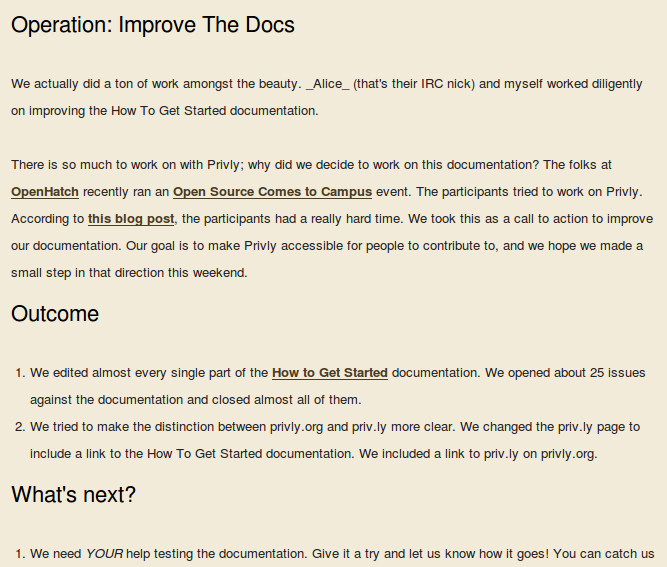 Operation: Improve The Docs
We actually did a ton of work amongst the beauty. _Alice_ (that's their IRC nick) and myself worked diligently
on improving the How To Get Started documentation.
There is so much to work on with Privly; why did we decide to work on this documentation? The folks at
OpenHatch recently ran an Open Source Comes to Campus event. The participants tried to work on Privly.
According to this blog post, the participants had a really hard time. We took this as a call to action to improve
our documentation. Our goal is to make Privly accessible for people to contribute to, and we hope we made a
small step in that direction this weekend.
Outcome
1. We edited almost every single part of the How to Get Started documentation. We opened about 25 issues
against the documentation and closed almost all of them.
2. We tried to make the distinction between privly.org and priv.ly more clear. We changed the priv.ly page to
include a link to the How To Get Started documentation. We included a link to priv.ly on privly.org.
What's next?
1. We need YOUR help testing the documentation. Give it a try and let us know how it goes! You can catch us